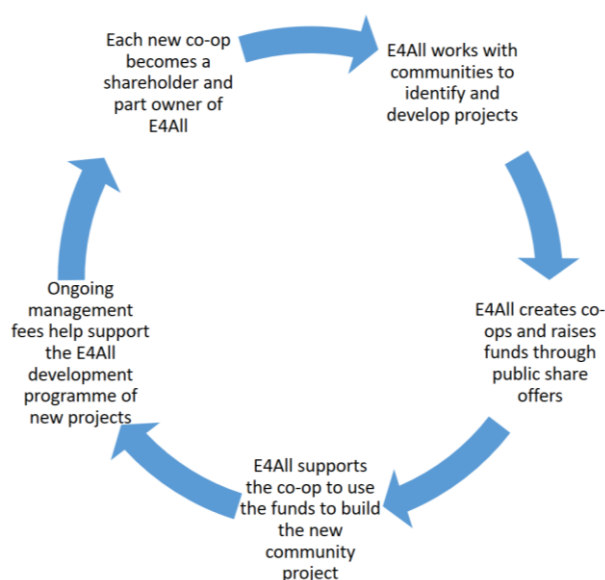 Each new co-op
becomes a
shareholder and
part owner of
E4All
E4All works with
communities to
identify and
develop projects
E4All creates co-
ops and raises
funds through
public share
offers
E4All supports
the co-op to use
the funds to build
the new
community
project
Ongoing
management
fees help support
the E4All
development
programme of
new projects